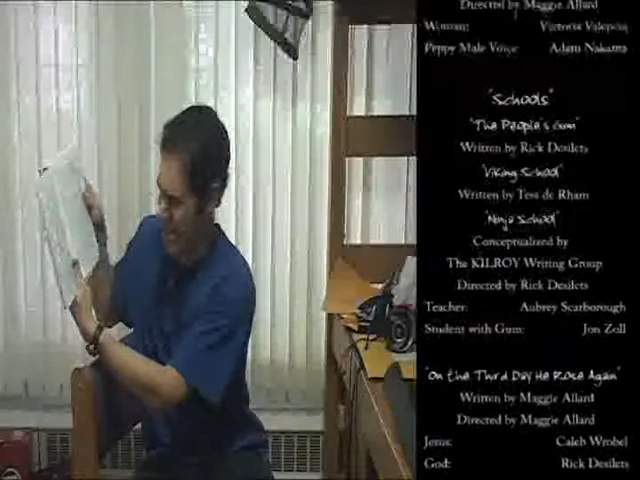 Directed by Maggie Allard
Woman: Victoria Valencia
Peppy Male Voice Adam Nakama
"Schools"
"The People's Gum"
Written by Rick Desilets
"Viking School"
Written by Tess de Rham
"Ninja School"
Conceptualized by
The KILROY Writing Group
Directed by Rick Desilets
Teacher: Aubrey Scarborough
Student with Gum: Jon Zoll
"On the Third Day He Rose Again"
Written by Maggie Allard
Directed by Maggie Allard
Jesus: Caleb Wrobel
God: Rick Desilets